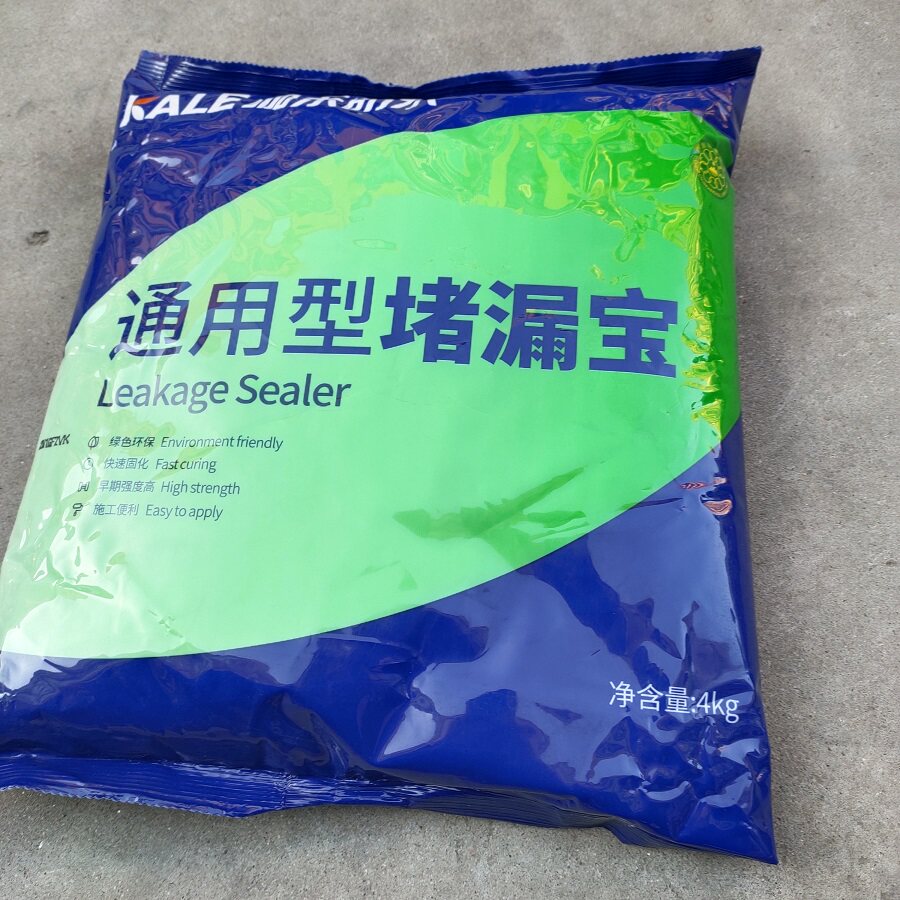 KALE
通用型堵漏宝
Leakage Sealer
绿色环保 Environment friendly
快速固化 Fast curing
早期强度高 High strength
施工便利 Easy to apply
净含量:4kg